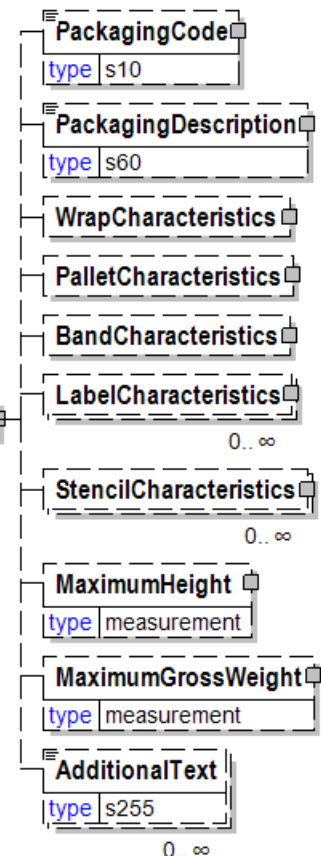 PackagingCode
type s10
PackagingDescription
type s60
WrapCharacteristics
PalletCharacteristics
BandCharacteristics
LabelCharacteristics
0.. ∞
StencilCharacteristics
0.. ∞
MaximumHeight
type measurement
MaximumGrossWeight
type measurement
AdditionalText
type s255
0.. ∞